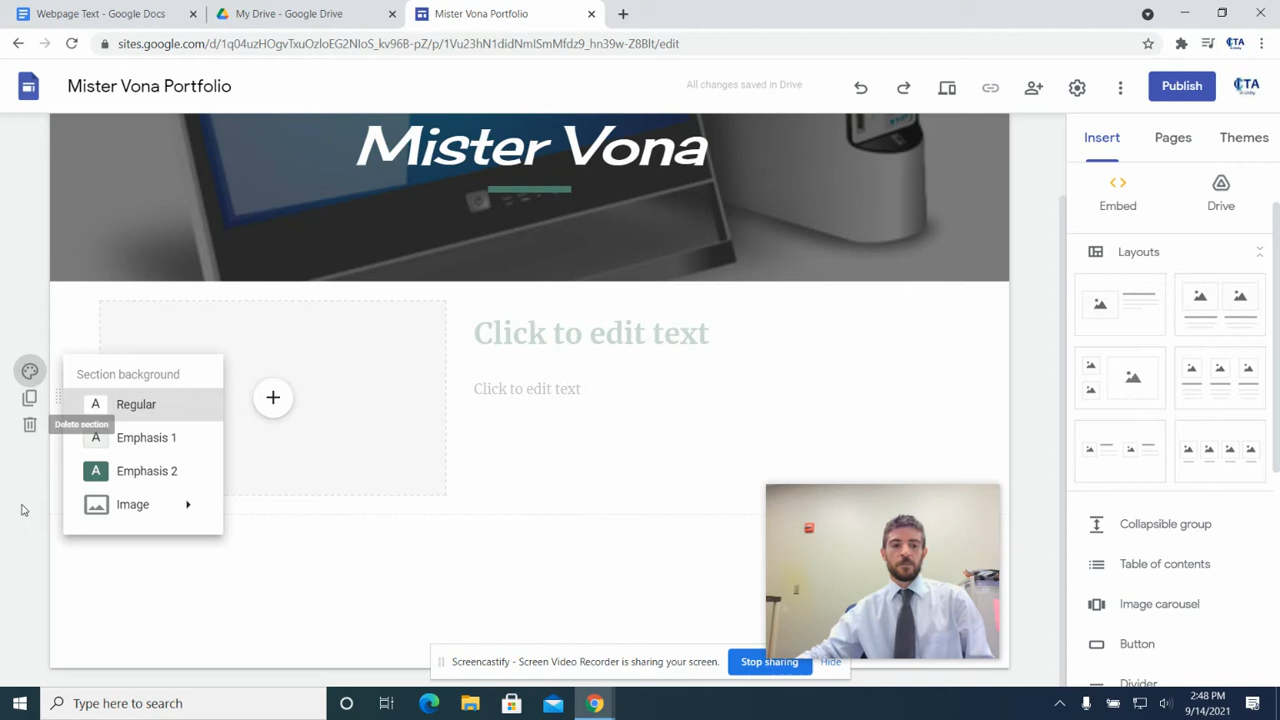 Webpage Text - Google Docs
My Drive - Google Drive
Mister Vona Portfolio
sites.google.com/d/1q04uzHOgvTxuOzIoEG2NIoS_kv96B-pZ/p/1Vu23hN1didNmlSmMfdz9_hn39w-Z8Blt/edit
Mister Vona Portfolio
All changes saved in Drive
Publish
CTA
Insert
Pages
Themes
Mister Vona
Embed
Drive
Layouts
Click to edit text
Click to edit text
Section background
A Regular
Delete section
A Emphasis 1
A Emphasis 2
Image
Collapsible group
Table of contents
Image carousel
Button
Divider
Screencastify - Screen Video Recorder is sharing your screen.
Stop sharing
Hide
Type here to search
2:48 PM
9/14/2021